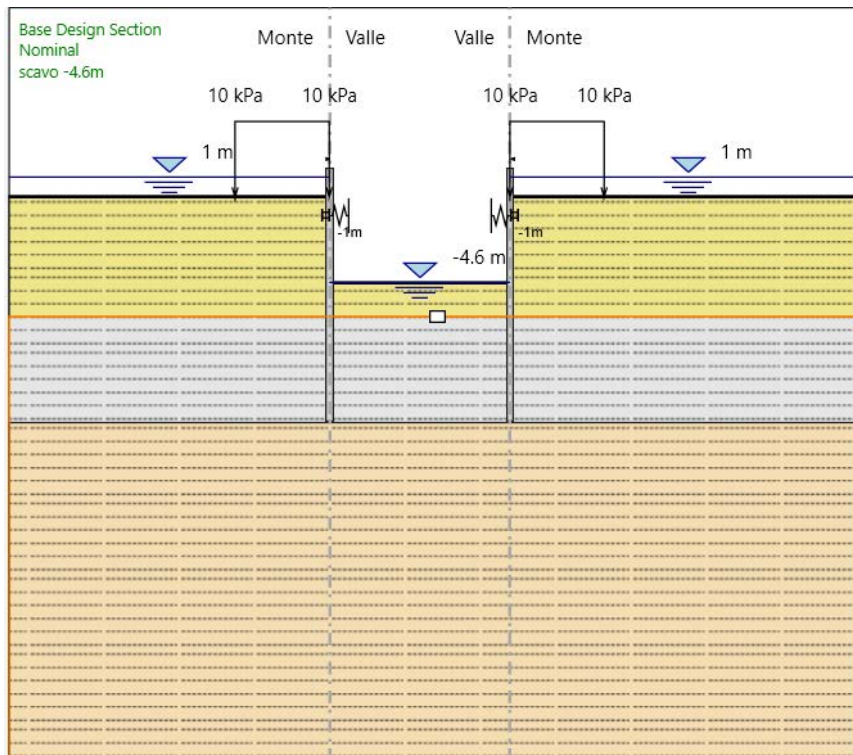 Base Design Section
Nominal
scavo -4.6m
Monte Valle Valle Monte
10 kPa 10 kPa 10 kPa 10 kPa
1 m 1 m
-1m -1m
-4.6 m